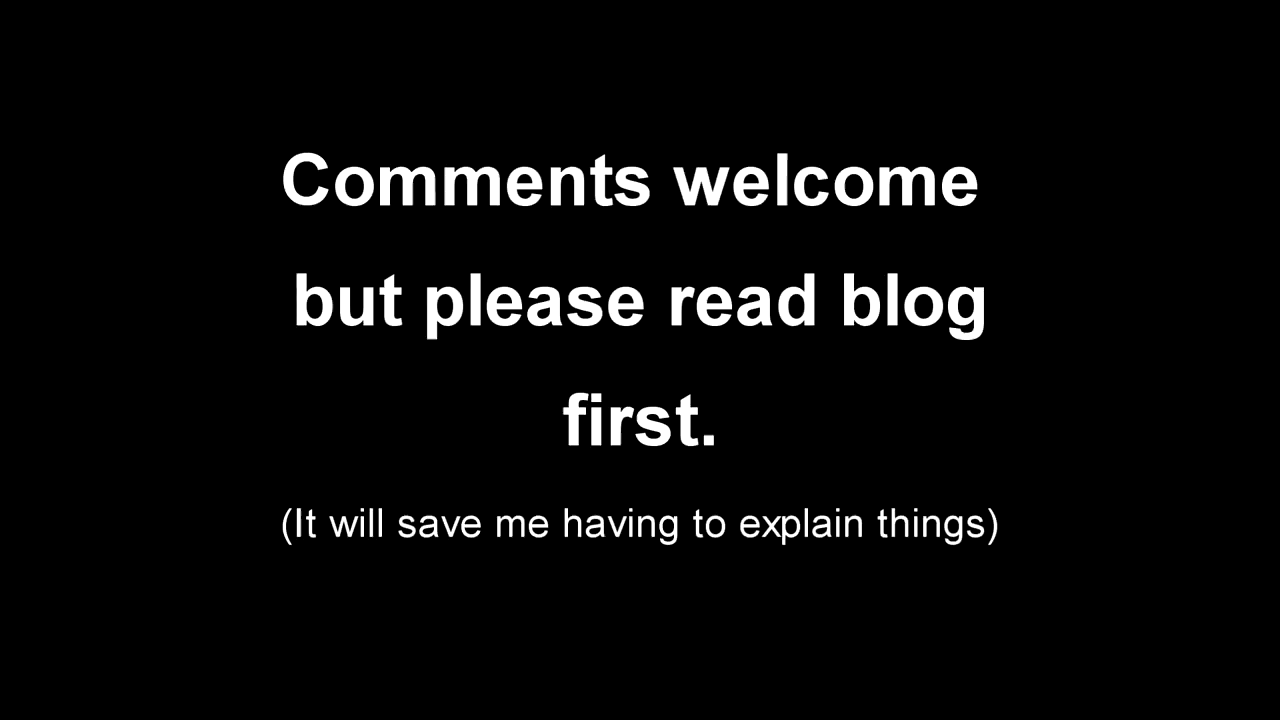 Comments welcome
but please read blog
first.
(It will save me having to explain things)